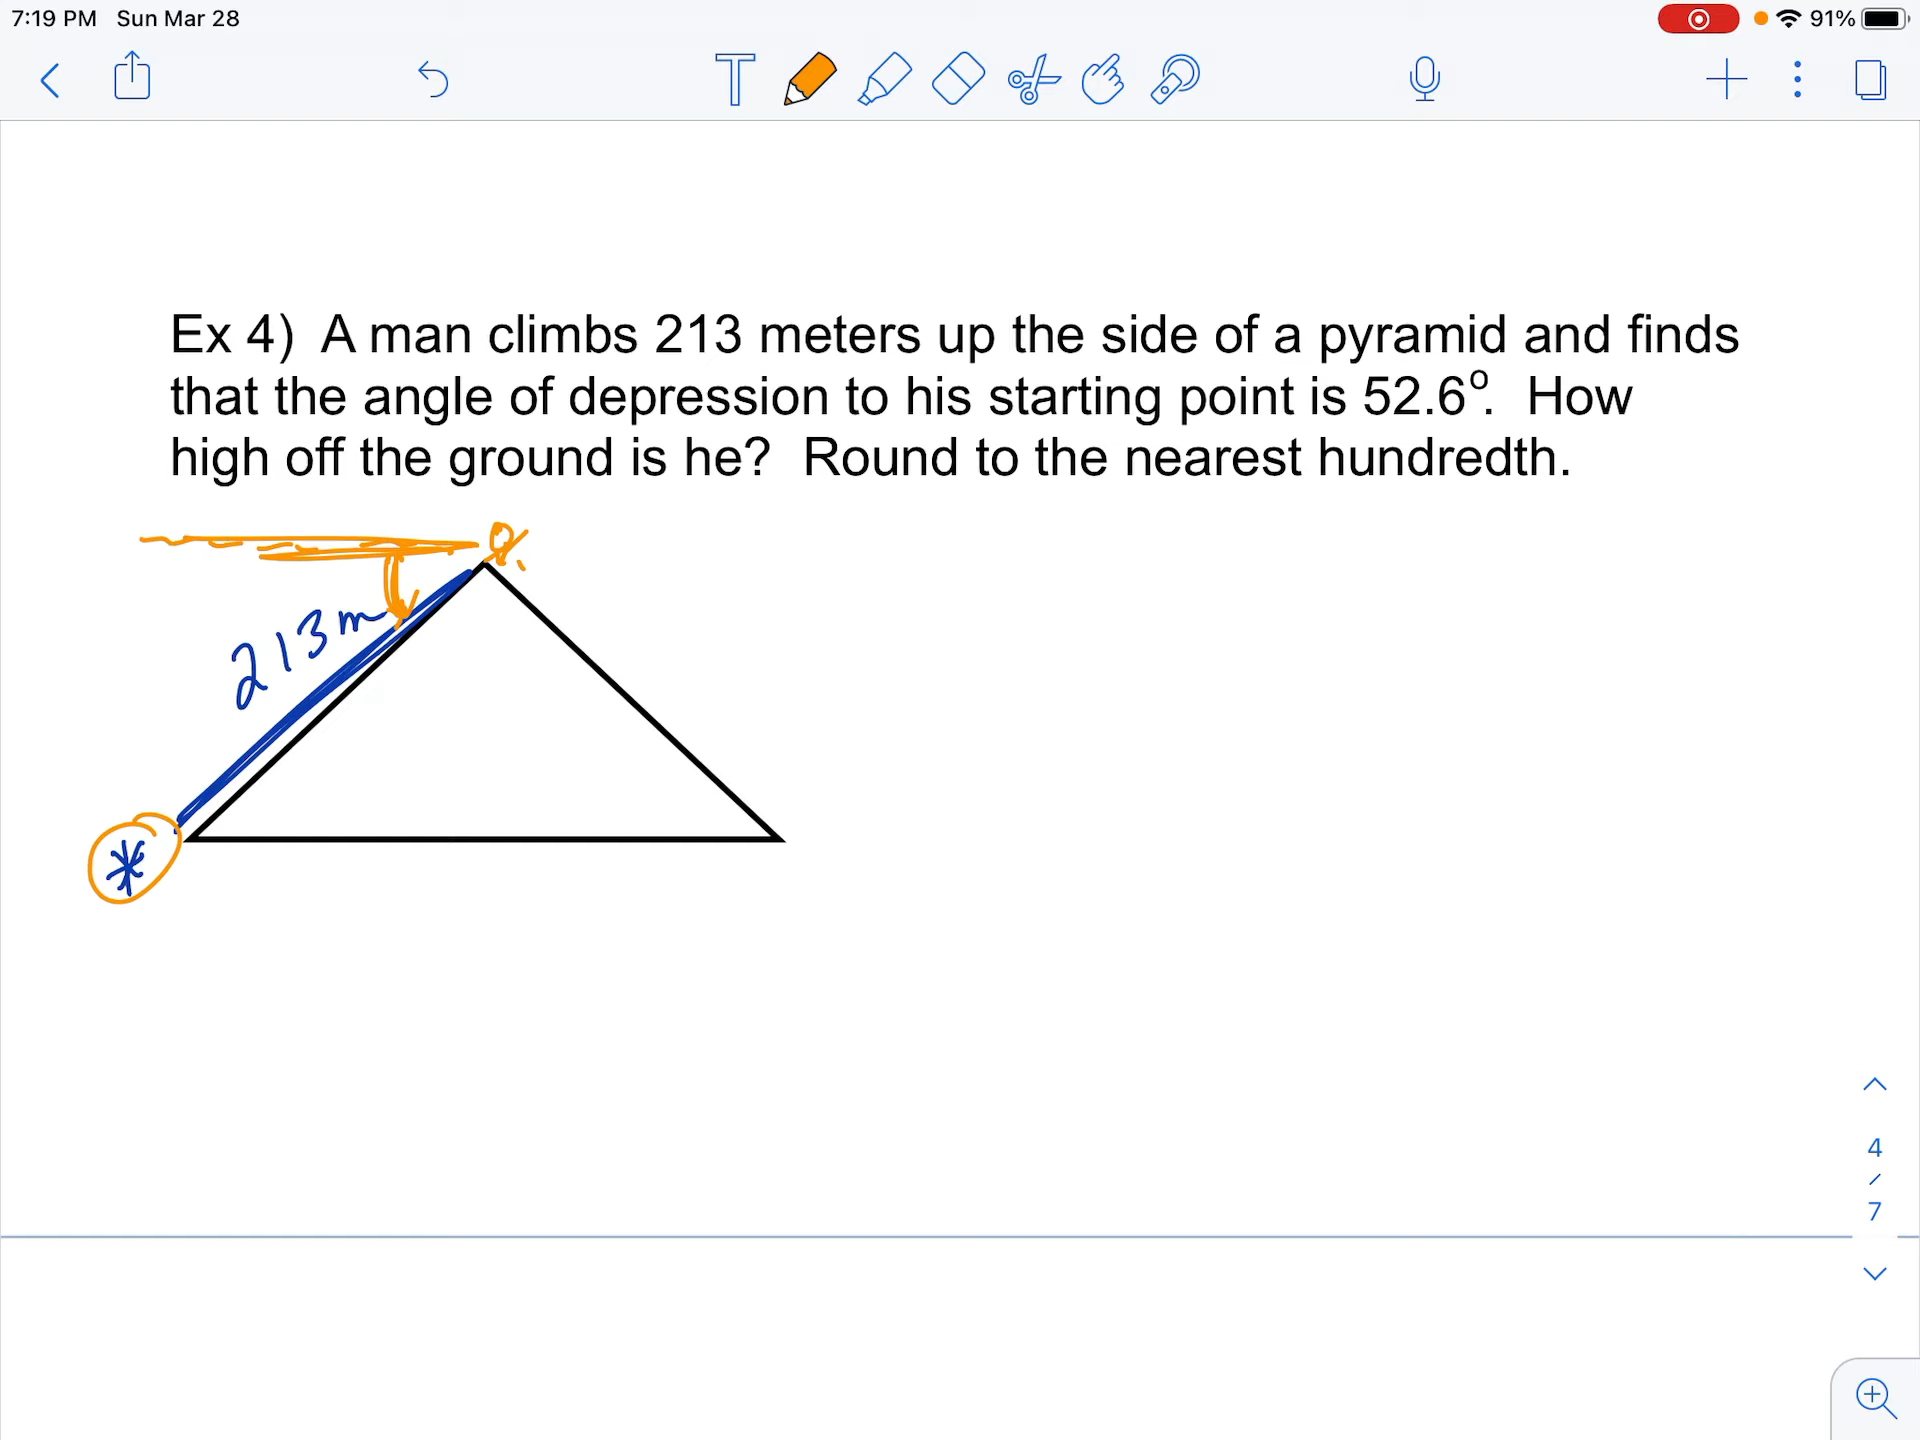 7:19 PM Sun Mar 28
91%
T
Ex 4) A man climbs 213 meters up the side of a pyramid and finds
that the angle of depression to his starting point is 52.6º. How
high off the ground is he? Round to the nearest hundredth.
213 m
*
4
/
7